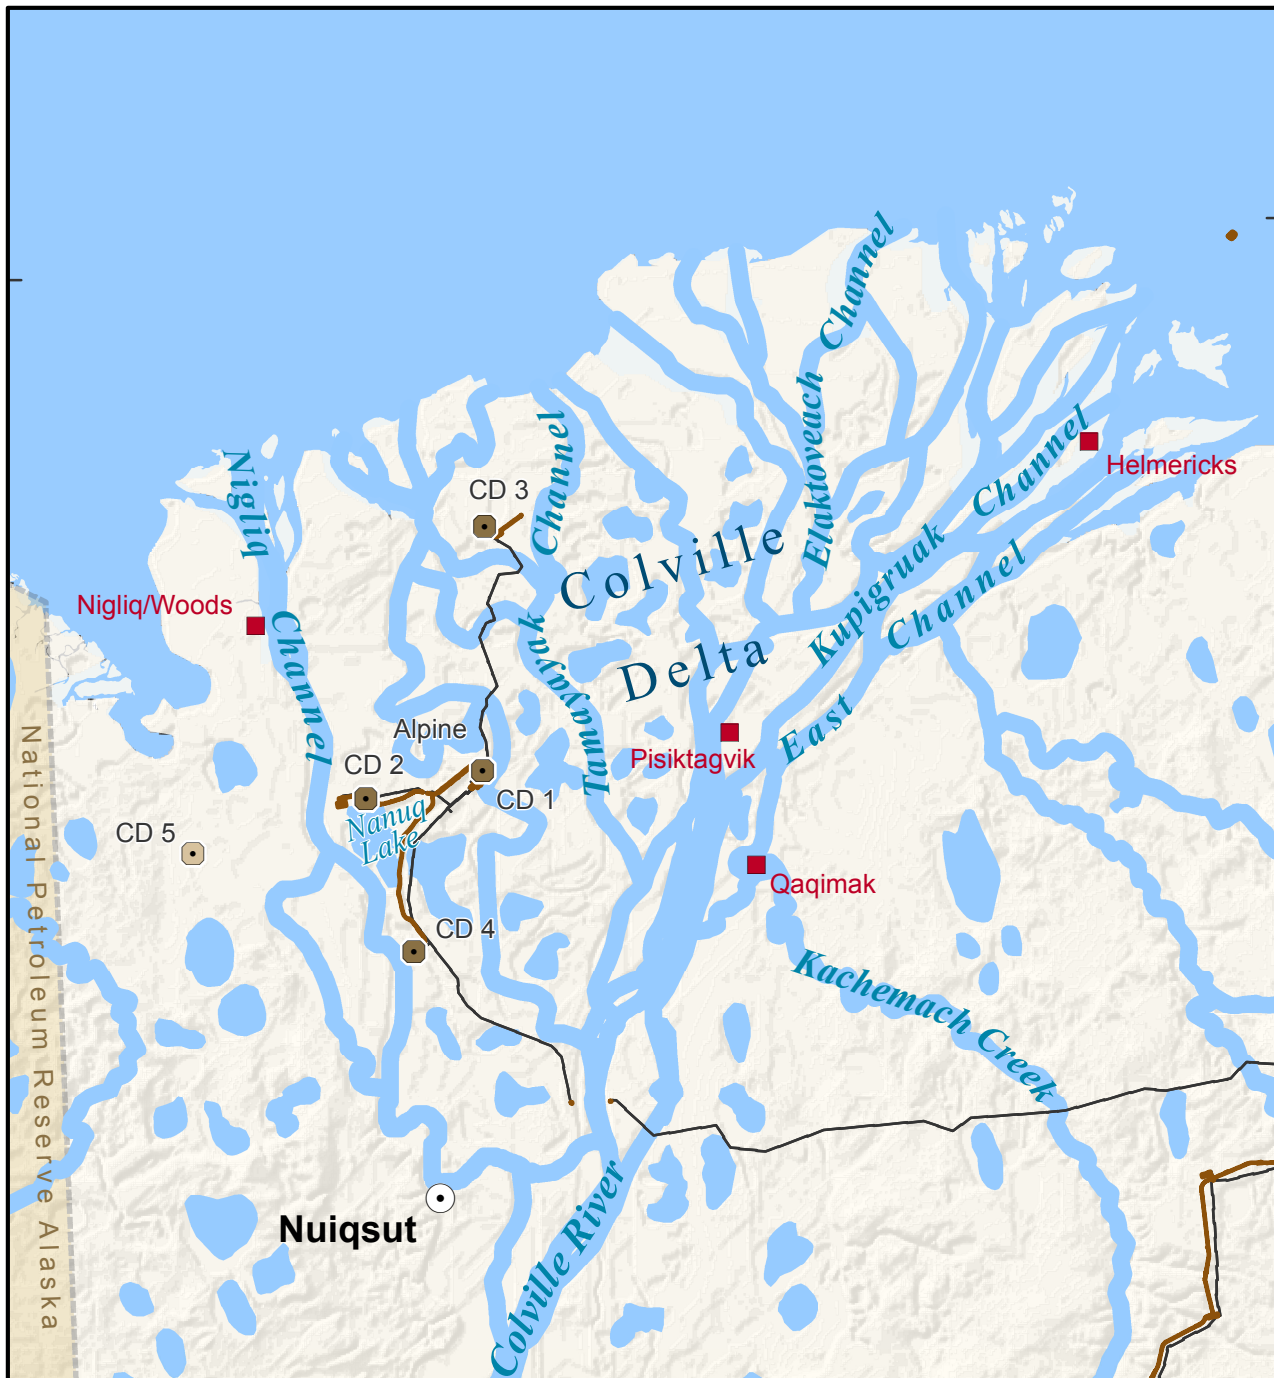 Elaktoveach Channel
Nigliq Channel
Tamayayak Channel
Kupigruak Channel
Helmericks
CD 3
Colville
Delta
East Channel
Nigliq/Woods
Alpine
Pisiktagvik
CD 2
CD 1
Nanuq
Lake
CD 5
Qaqimak
CD 4
Kachemach Creek
National Petroleum Reserve Alaska
Nuiqsut
Colville River